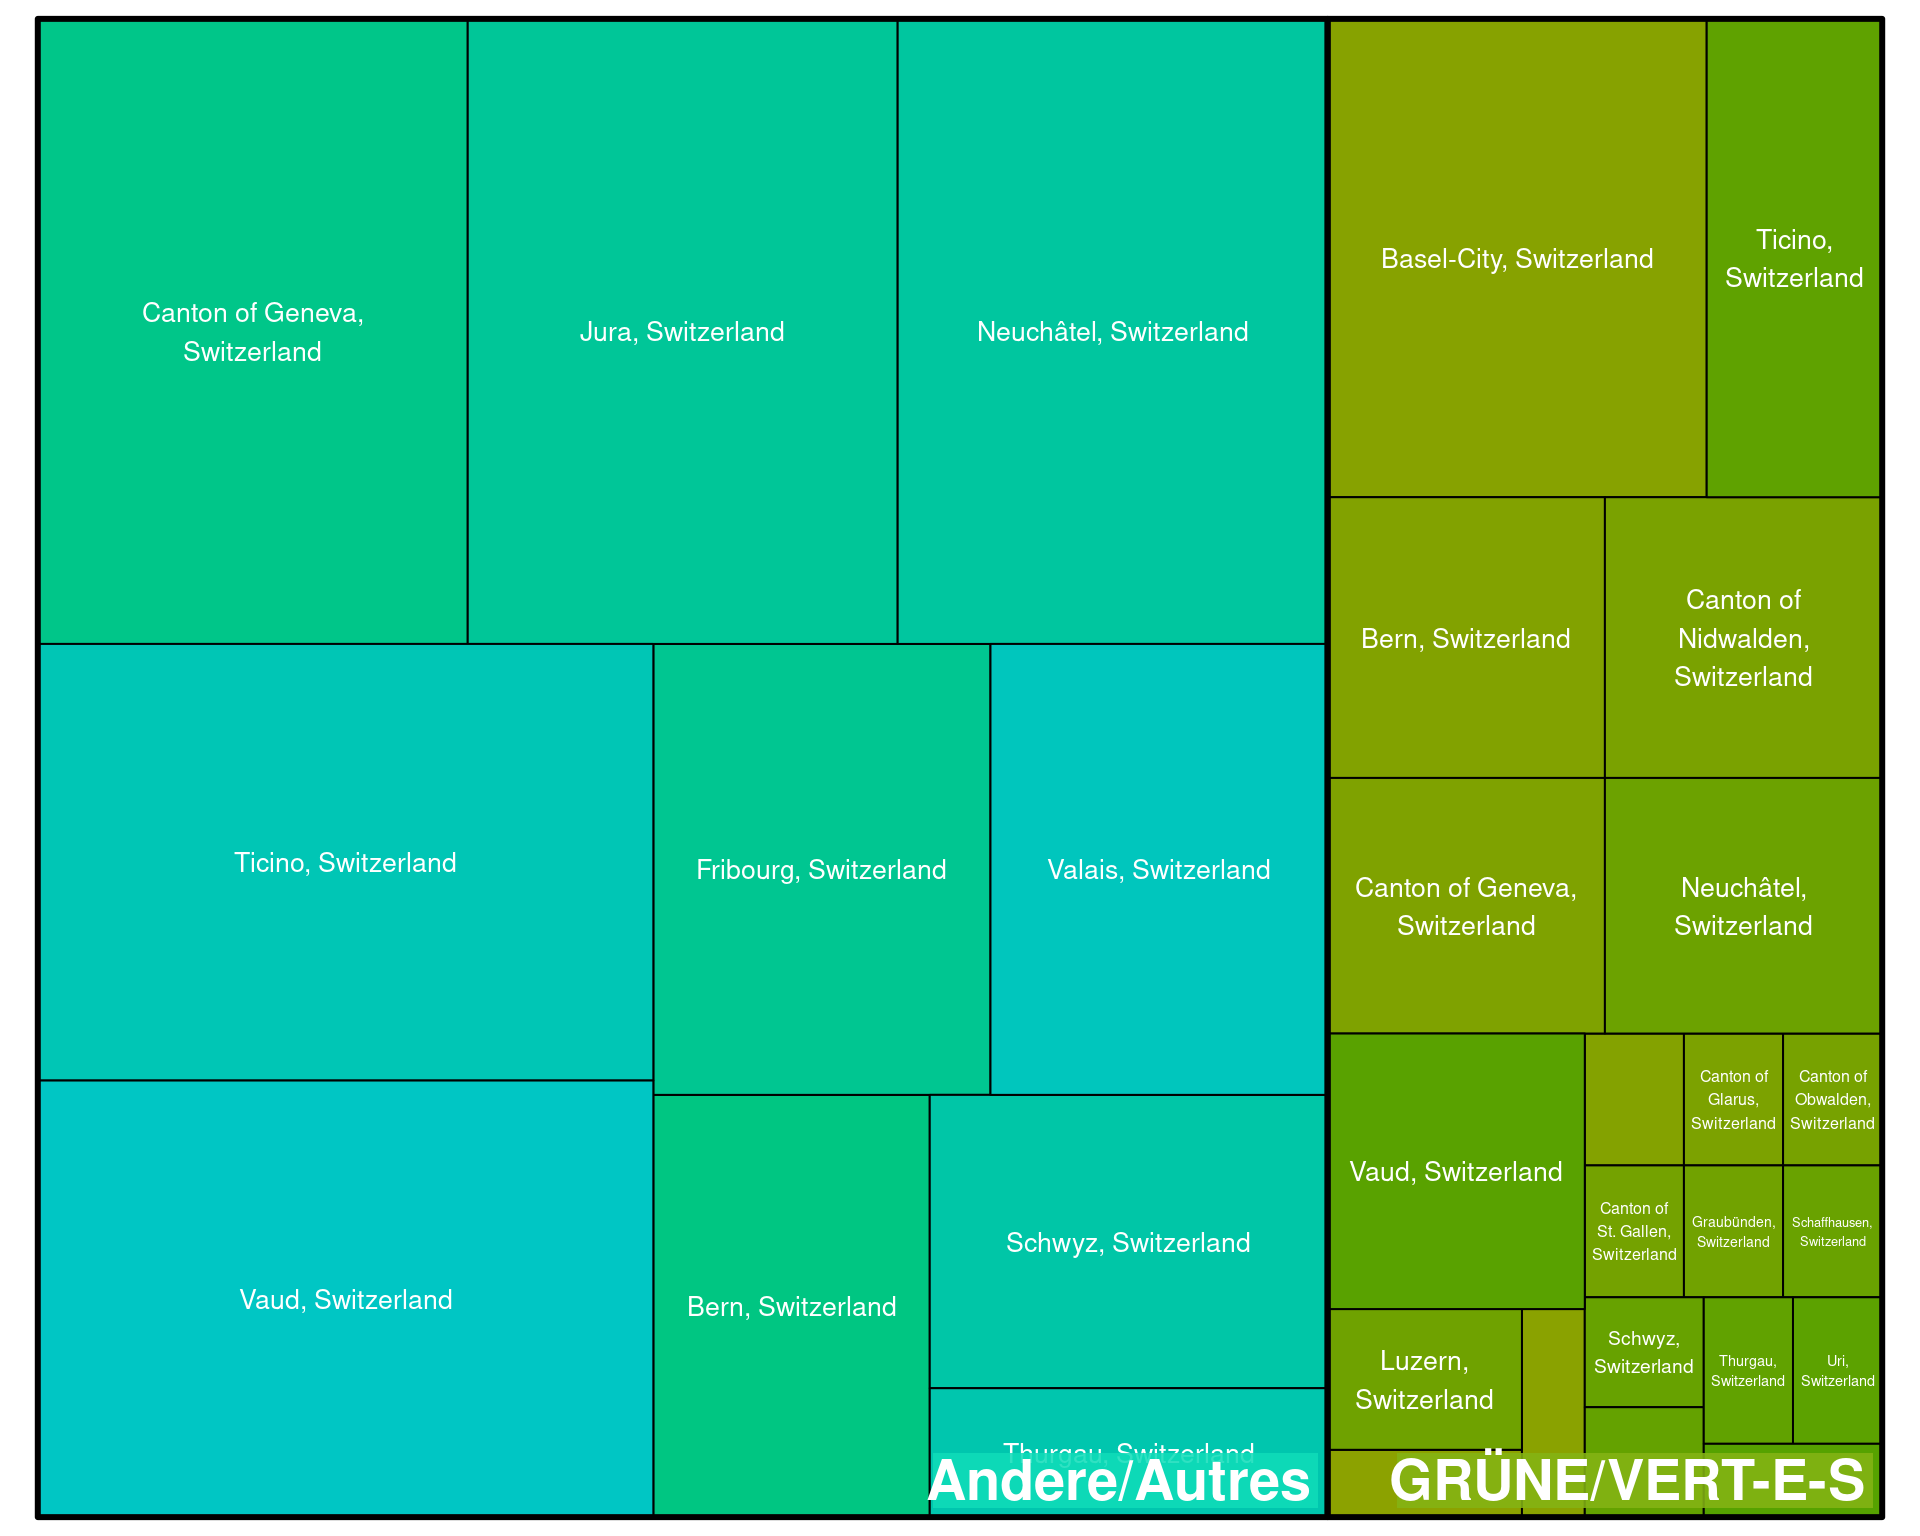 Canton of Geneva,
Switzerland
Jura, Switzerland
Neuchâtel, Switzerland
Ticino, Switzerland
Fribourg, Switzerland
Valais, Switzerland
Vaud, Switzerland
Bern, Switzerland
Schwyz, Switzerland
Thurgau, Switzerland
Andere/Autres
Basel-City, Switzerland
Ticino,
Switzerland
Bern, Switzerland
Canton of
Nidwalden,
Switzerland
Canton of Geneva,
Switzerland
Neuchâtel,
Switzerland
Vaud, Switzerland
Canton of
Glarus,
Switzerland
Canton of
Obwalden,
Switzerland
Canton of
St. Gallen,
Switzerland
Graubünden,
Switzerland
Schaffhausen,
Switzerland
Luzern,
Switzerland
Schwyz,
Switzerland
Thurgau,
Switzerland
Uri,
Switzerland
GRÜNE/VERT-E-S